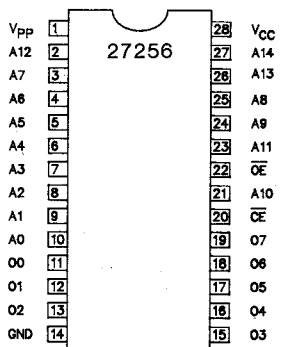 VPP 1 28 VCC
27256
A12 2 27 A14
A7 3 26 A13
A6 4 25 A8
A5 5 24 A9
A4 6 23 A11
A3 7 22 O̅E̅
A2 8 21 A10
A1 9 20 C̅E̅
A0 10 19 O7
O0 11 18 O6
O1 12 17 O5
O2 13 16 O4
GND 14 15 O3